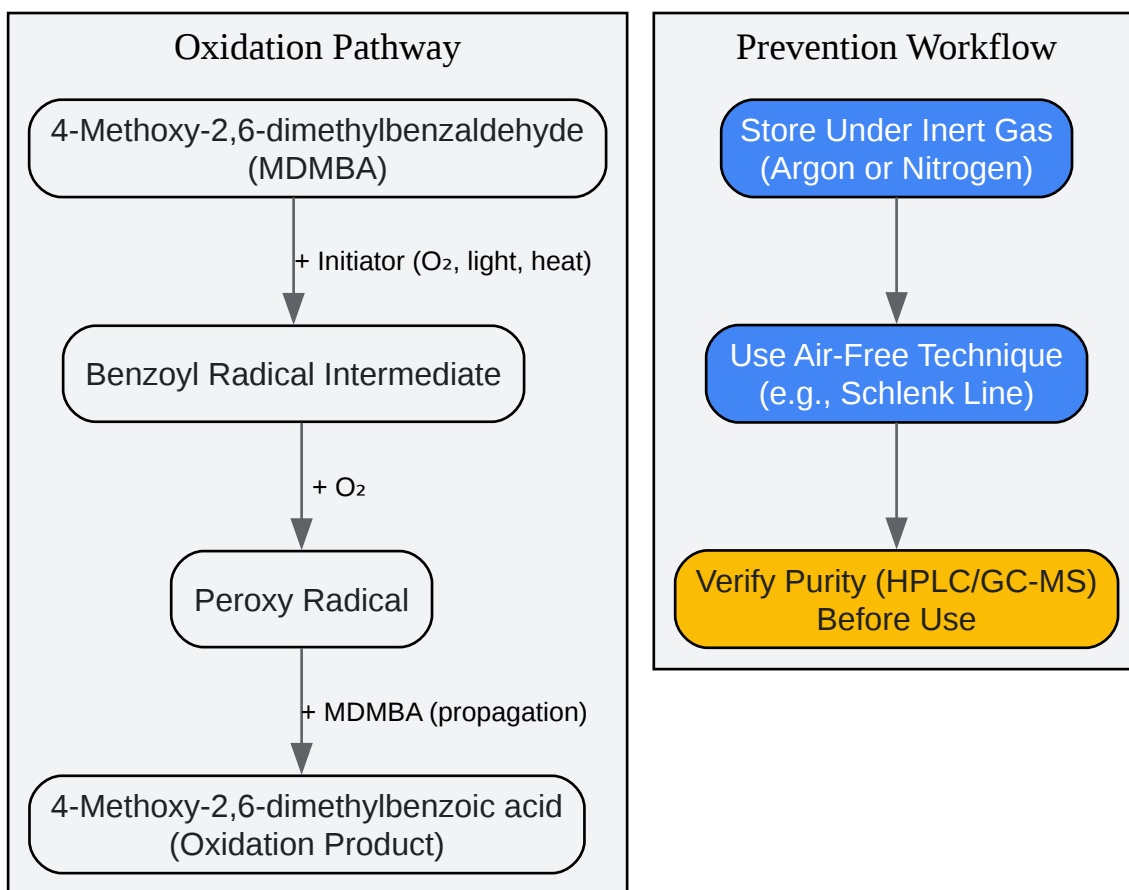 Oxidation Pathway
4-Methoxy-2,6-dimethylbenzaldehyde
(MDMBA)
+ Initiator (O₂, light, heat)
Benzoyl Radical Intermediate
+ O₂
Peroxy Radical
+ MDMBA (propagation)
4-Methoxy-2,6-dimethylbenzoic acid
(Oxidation Product)
Prevention Workflow
Store Under Inert Gas
(Argon or Nitrogen)
Use Air-Free Technique
(e.g., Schlenk Line)
Verify Purity (HPLC/GC-MS)
Before Use